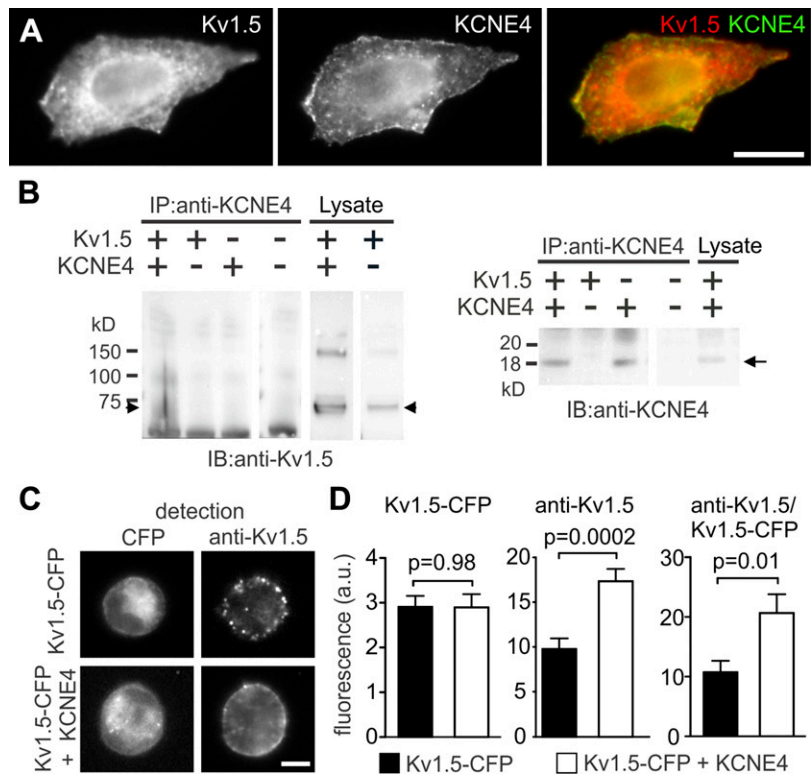 A Kv1.5 KCNE4 Kv1.5 KCNE4
B IP:anti-KCNE4 Lysate
Kv1.5 + + - - + +
KCNE4 + - + - + -
kD
150
100
75
IB:anti-Kv1.5
IP:anti-KCNE4 Lysate
Kv1.5 + + - - +
KCNE4 + - + - +
20
18
kD
IB:anti-KCNE4
C
detection
CFP anti-Kv1.5
Kv1.5-CFP
Kv1.5-CFP
+ KCNE4
D
Kv1.5-CFP anti-Kv1.5 anti-Kv1.5/
Kv1.5-CFP
fluorescence (a.u.)
4
3
2
1
0
p=0.98
20
15
10
5
0
p=0.0002
30
20
10
0
p=0.01
Kv1.5-CFP Kv1.5-CFP + KCNE4